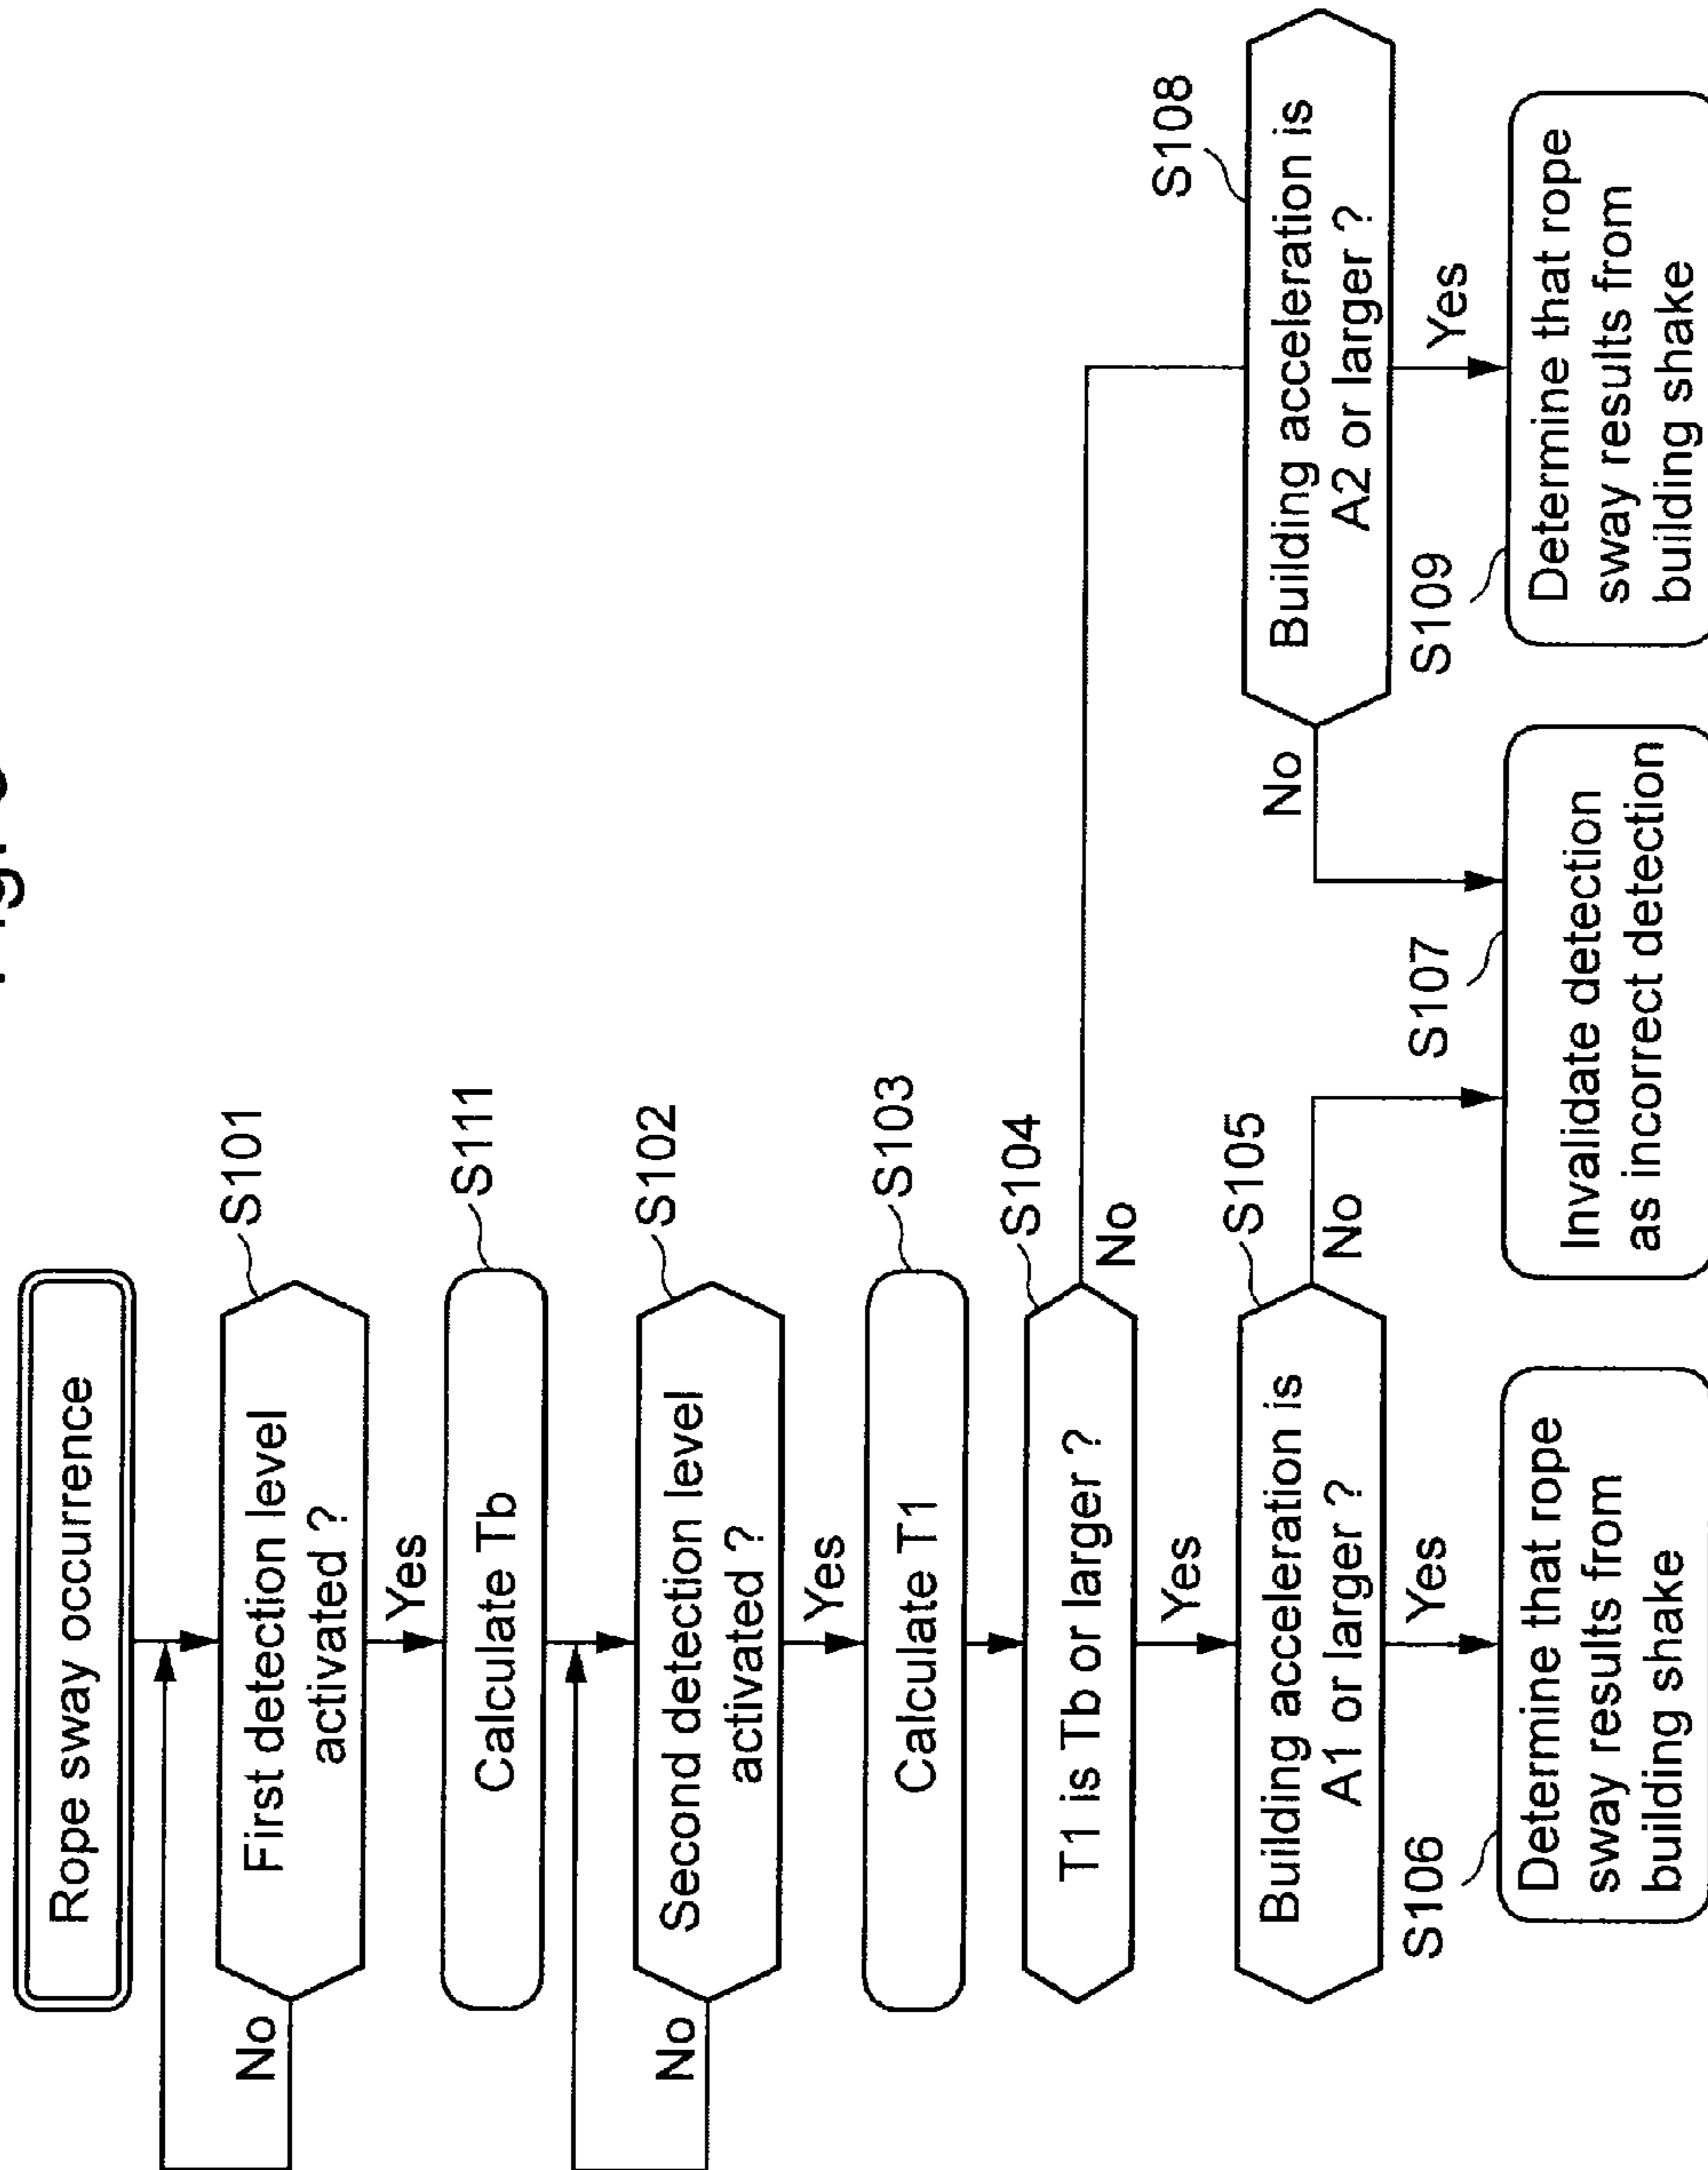 Rope sway occurrence
S101
First detection level
activated ?
No
Yes
S111
Calculate Tb
S102
Second detection level
activated ?
No
Yes
S103
Calculate T1
S104
T1 is Tb or larger ?
No
Yes
S105
Building acceleration is
A1 or larger ?
No
Yes
S108
Building acceleration is
A2 or larger ?
No
Yes
S106
Determine that rope
sway results from
building shake
S107
Invalidate detection
as incorrect detection
S109
Determine that rope
sway results from
building shake